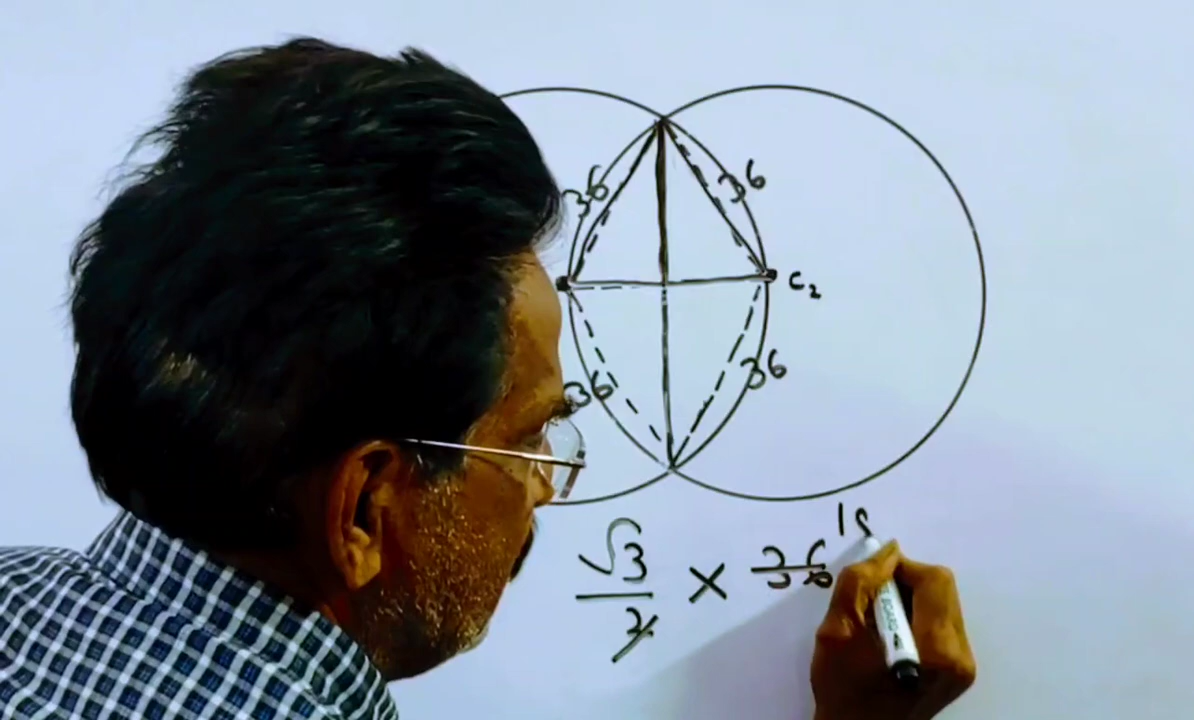 36 36
C₂
36 36
18
√3/2 × 36